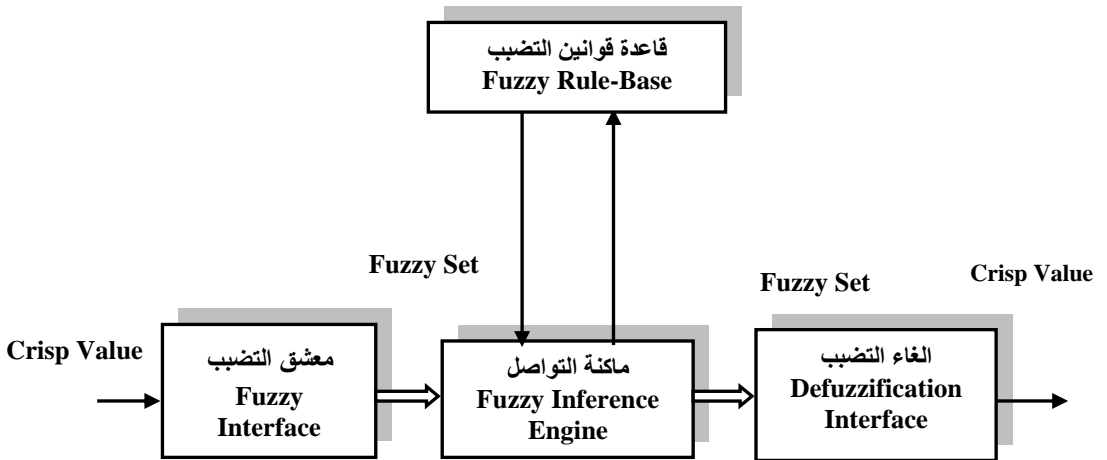 قاعدة قوانين التضبب
Fuzzy Rule-Base
Fuzzy Set
Fuzzy Set
Crisp Value
Crisp Value
معشق التضبب
Fuzzy
Interface
ماكنة التواصل
Fuzzy Inference
Engine
الغاء التضبب
Defuzzification
Interface